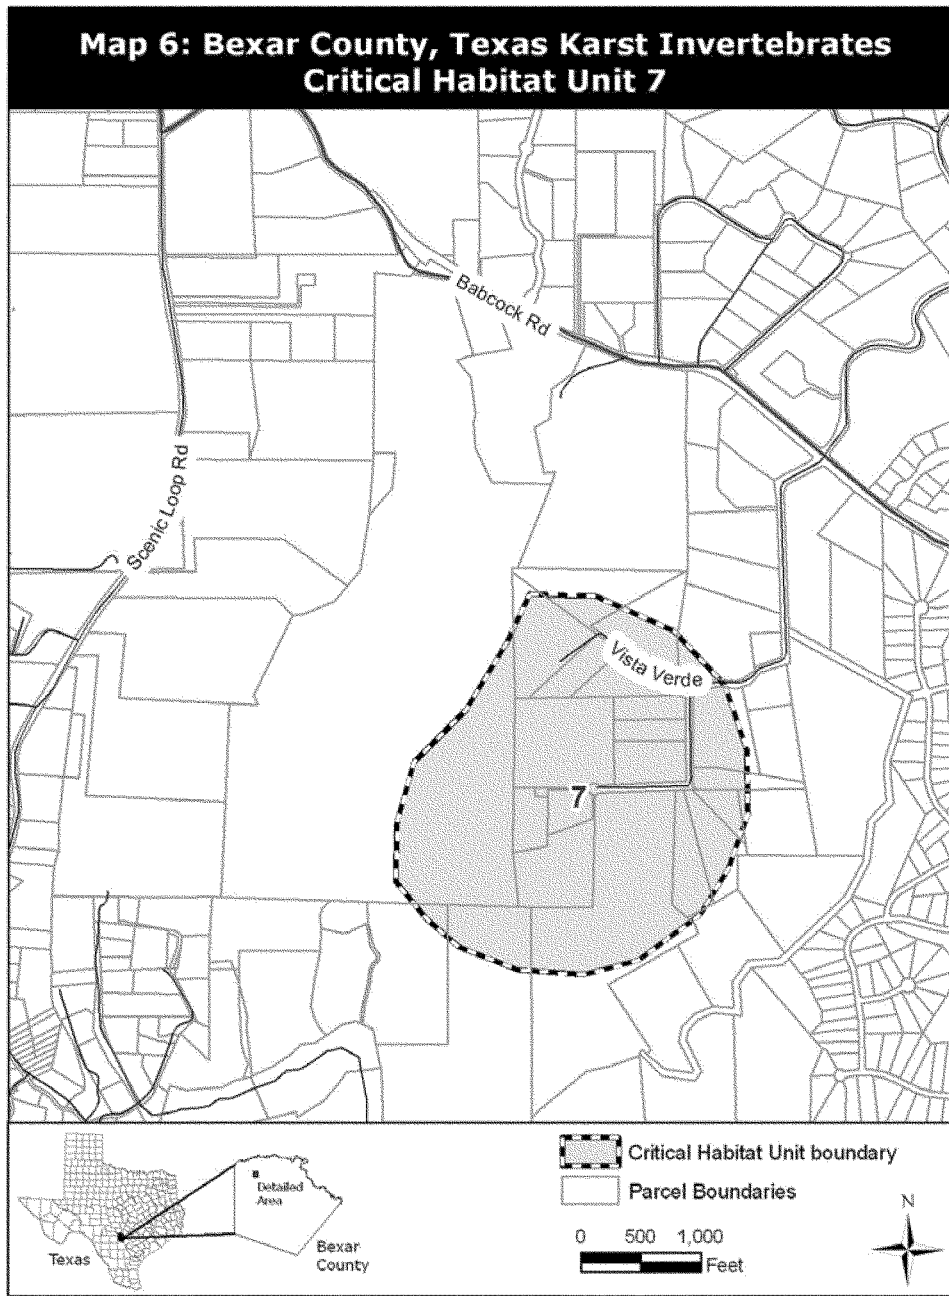 Map 6: Bexar County, Texas Karst Invertebrates
Critical Habitat Unit 7
Babcock Rd
Scenic Loop Rd
Vista Verde
7
Texas
Detailed
Area
Bexar
County
Critical Habitat Unit boundary
Parcel Boundaries
0 500 1,000
Feet
N